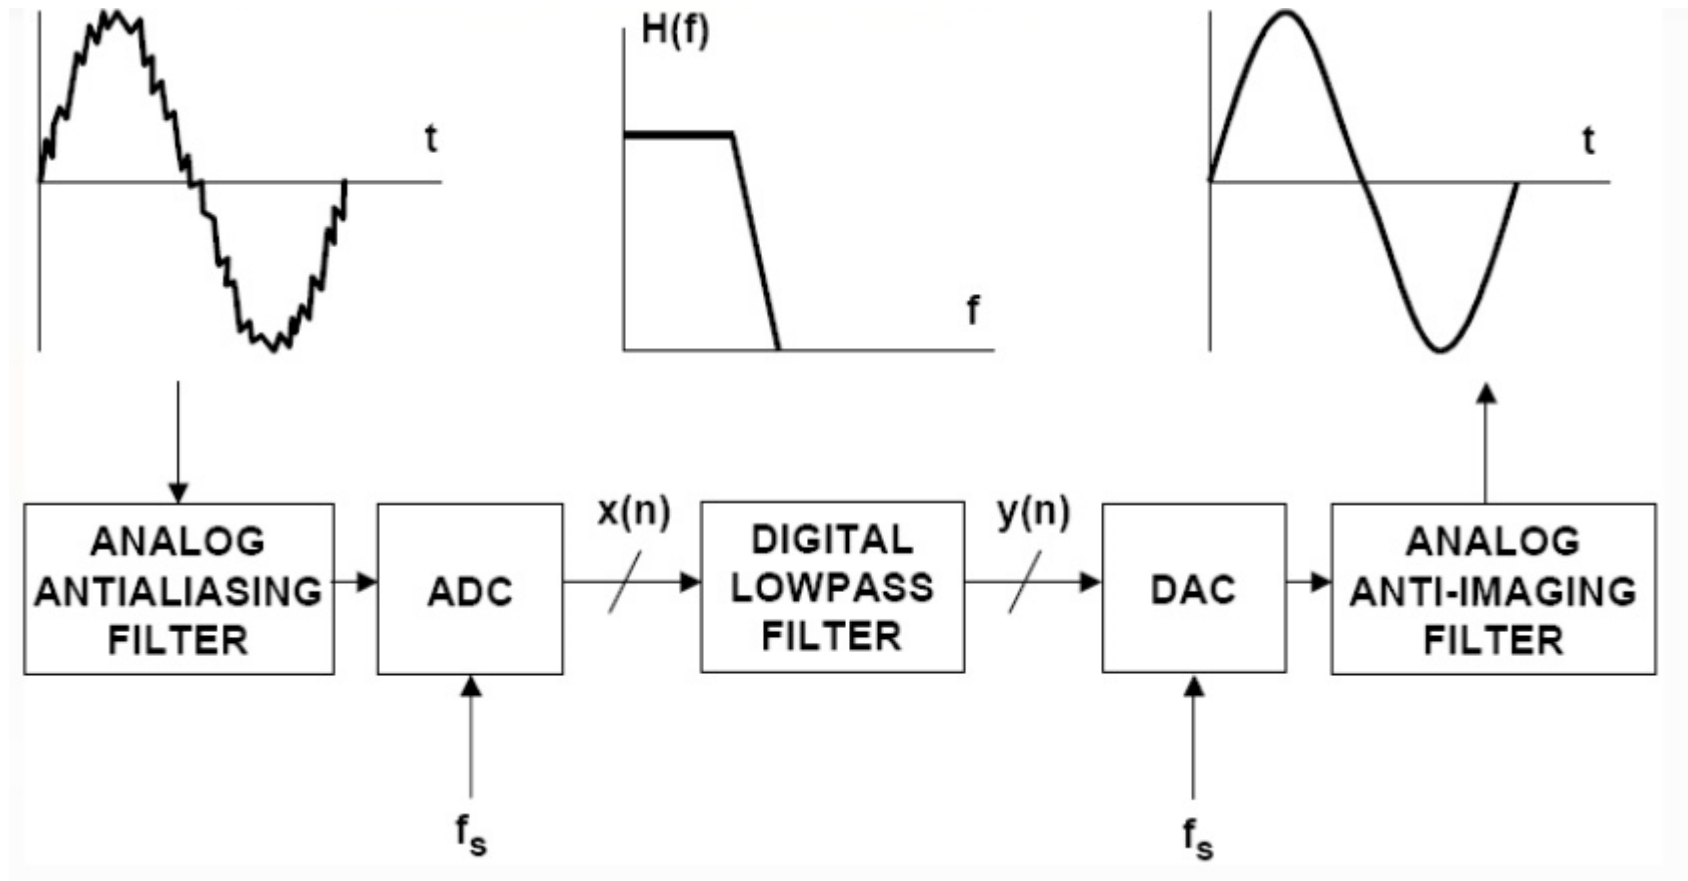 H(f)
t
f
t
x(n)
y(n)
ANALOG
ANTIALIASING
FILTER
ADC
DIGITAL
LOWPASS
FILTER
DAC
ANALOG
ANTI-IMAGING
FILTER
fs
fs